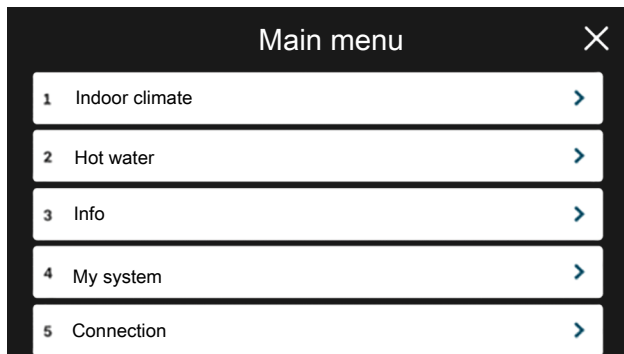 Main menu
1 Indoor climate
2 Hot water
3 Info
4 My system
5 Connection